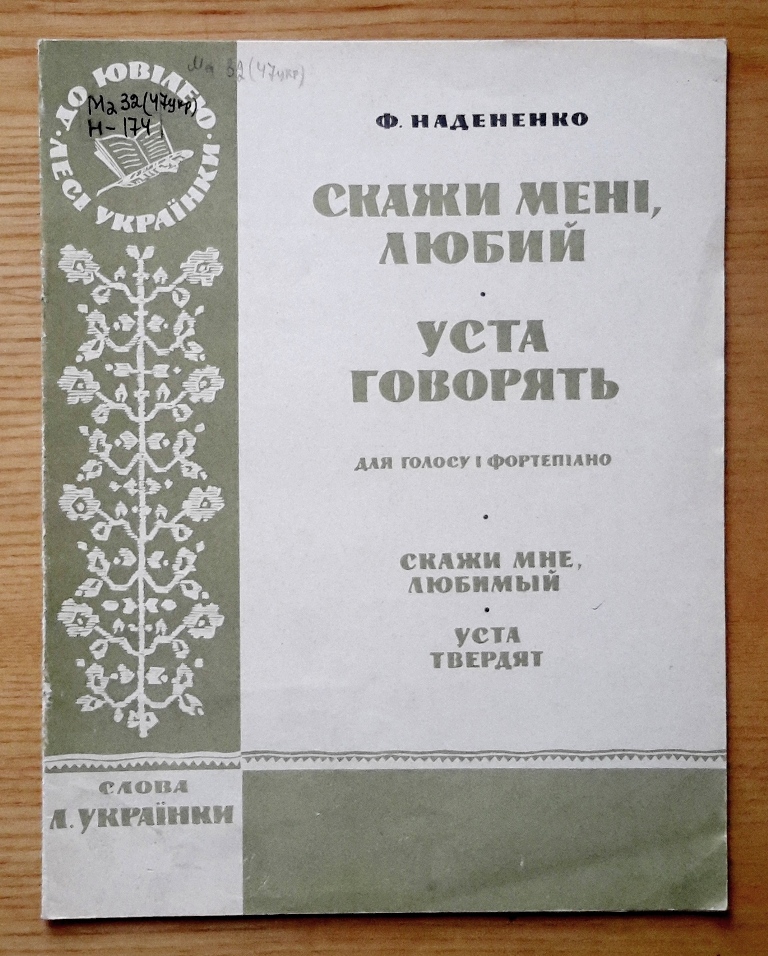 · ДО ЮВІЛЕЮ ·
ЛЕСІ УКРАЇНКИ
Ма 32(47укр)
Ма 32(47укр)
Н-174
Ф. НАДЕНЕНКО
СКАЖИ МЕНІ,
ЛЮБИЙ
·
УСТА
ГОВОРЯТЬ
ДЛЯ ГОЛОСУ І ФОРТЕПІАНО
·
СКАЖИ МНЕ,
ЛЮБИМЫЙ
·
УСТА
ТВЕРДЯТ
СЛОВА
Л. УКРАЇНКИ